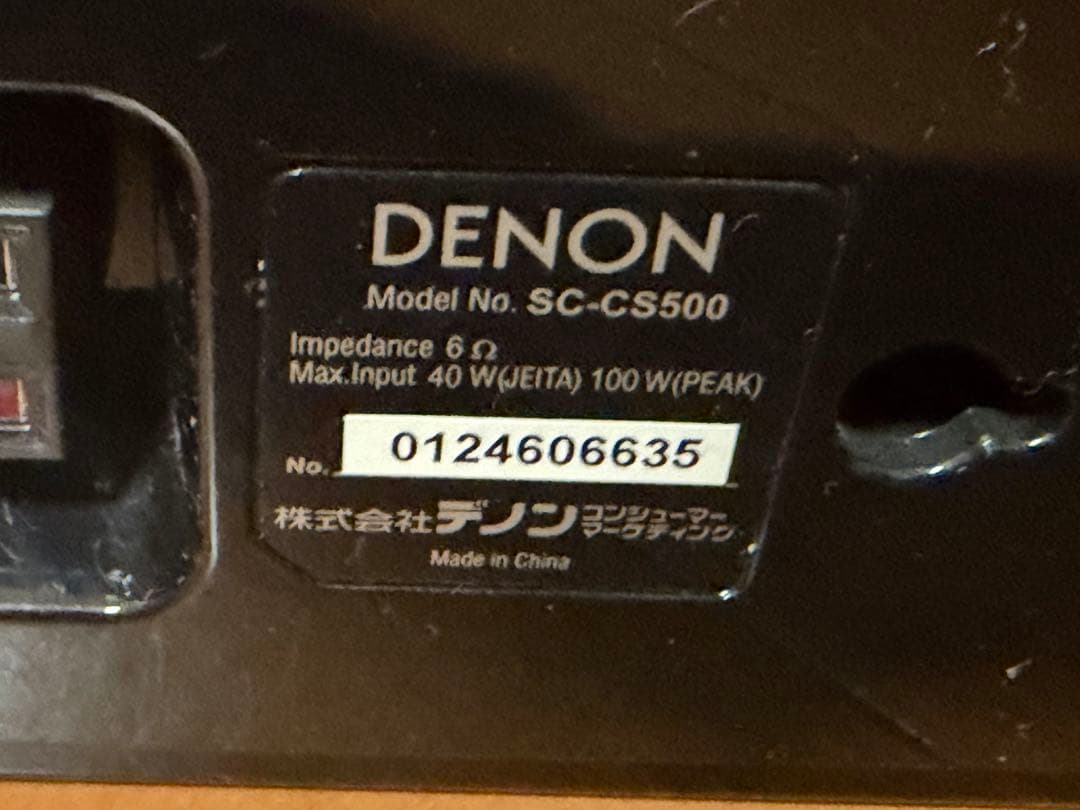 DENON
Model No. SC-CS500
Impedance 6 Ω
Max.Input 40 W(JEITA) 100 W(PEAK)
No. 0124606635
株式会社デノン コンシューマーマーケティング
Made in China